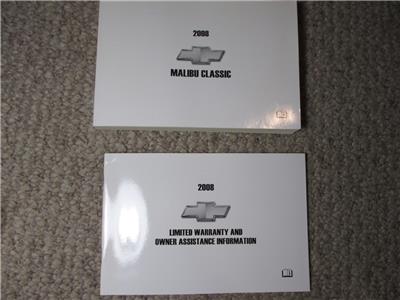 2008
MALIBU CLASSIC
2008
LIMITED WARRANTY AND
OWNER ASSISTANCE INFORMATION